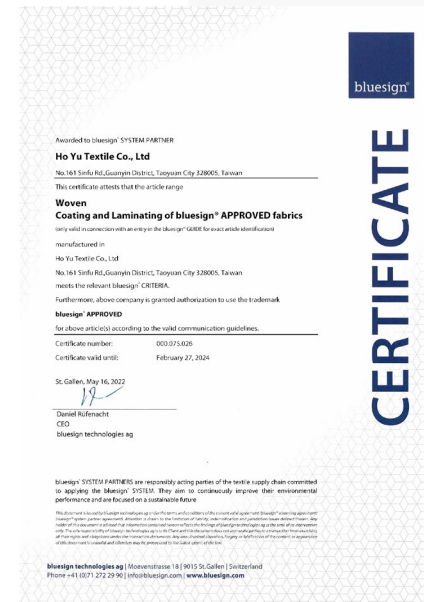 bluesign®
CERTIFICATE
Awarded to bluesign® SYSTEM PARTNER
Ho Yu Textile Co., Ltd
No.161 Sinfu Rd.,Guanyin District, Taoyuan City 328005, Taiwan
This certificate attests that the article range
Woven
Coating and Laminating of bluesign® APPROVED fabrics
(only valid in connection with an entry in the bluesign® GUIDE for exact article identification)
manufactured in
Ho Yu Textile Co., Ltd
No.161 Sinfu Rd.,Guanyin District, Taoyuan City 328005, Taiwan
meets the relevant bluesign® CRITERIA.
Furthermore, above company is granted authorization to use the trademark
bluesign® APPROVED
for above article(s) according to the valid communication guidelines.
Certificate number: 000.075.026
Certificate valid until: February 27, 2024
St. Gallen, May 16, 2022
Daniel Rüfenacht
CEO
bluesign technologies ag
bluesign® SYSTEM PARTNERS are responsibly acting parties of the textile supply chain committed
to applying the bluesign® SYSTEM. They aim to continuously improve their environmental
performance and are focused on a sustainable future
bluesign technologies ag | Moevenstrasse 18 | 9015 St. Gallen | Switzerland
Phone +41 (0)71 272 29 90 | info@bluesign.com | www.bluesign.com